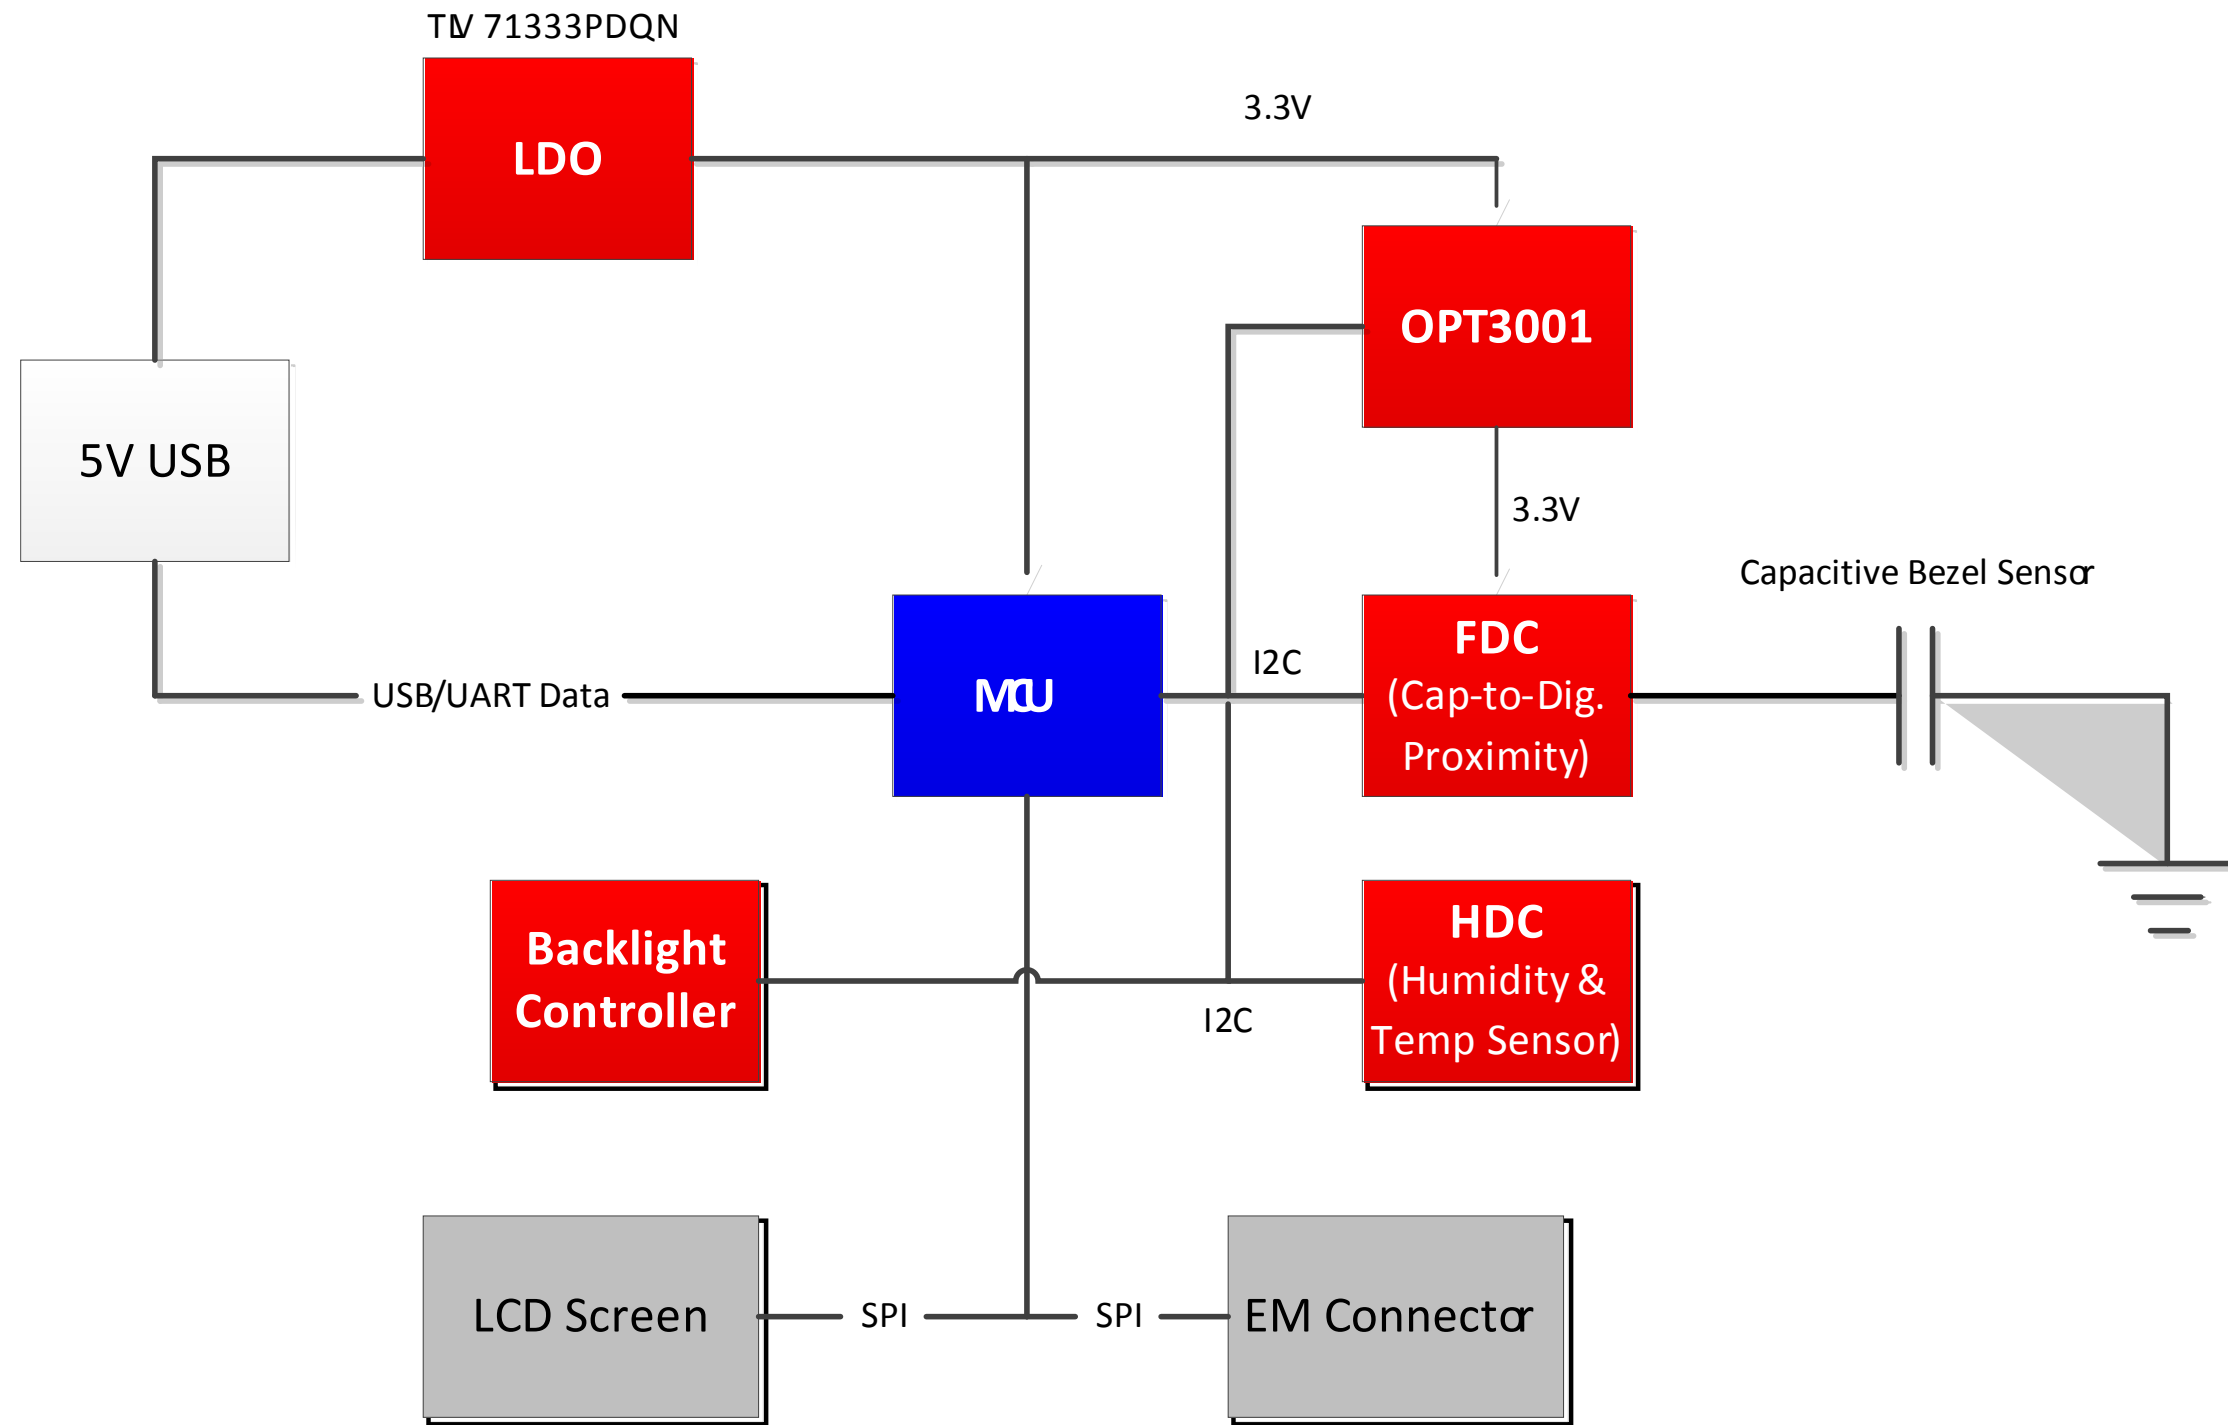 TLV 71333PDQN
LDO
3.3V
OPT3001
5V USB
3.3V
Capacitive Bezel Sensor
FDC
(Cap-to-Dig.
Proximity)
I2C
MCU
USB/UART Data
Backlight
Controller
HDC
(Humidity &
Temp Sensor)
I2C
LCD Screen
SPI
SPI
EM Connector